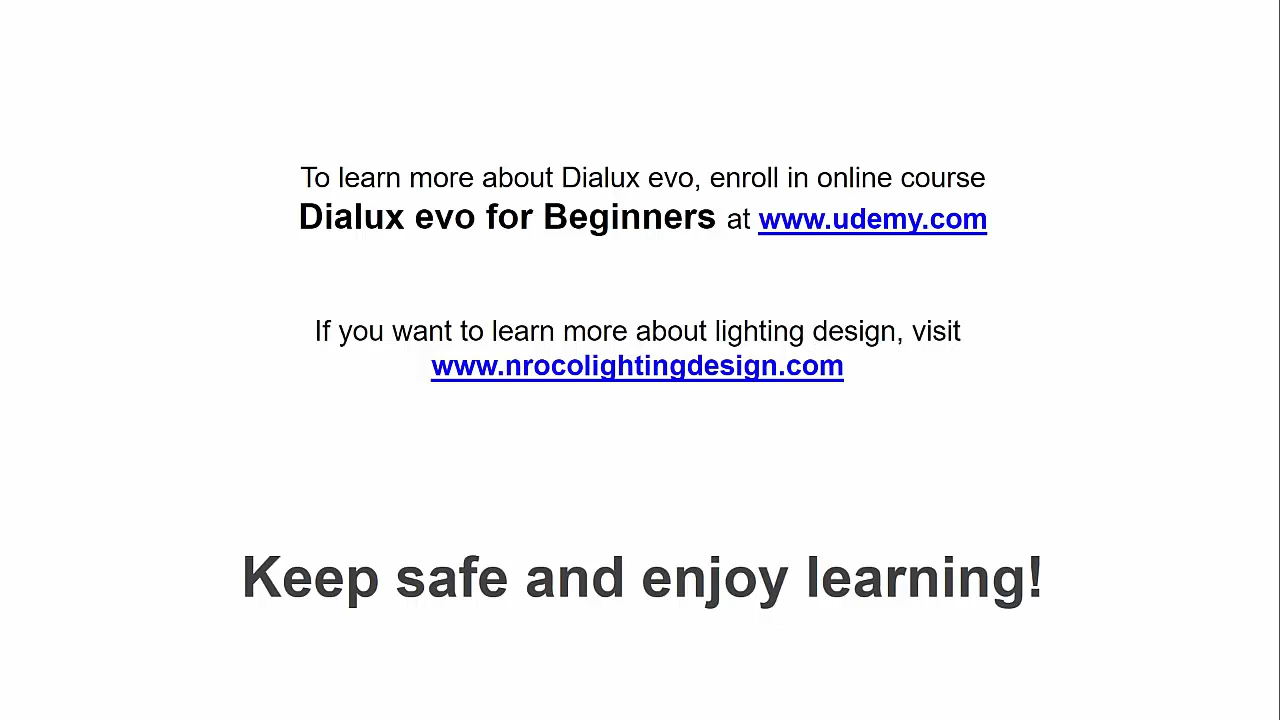 To learn more about Dialux evo, enroll in online course
Dialux evo for Beginners at www.udemy.com
If you want to learn more about lighting design, visit
www.nrocolightingdesign.com
Keep safe and enjoy learning!